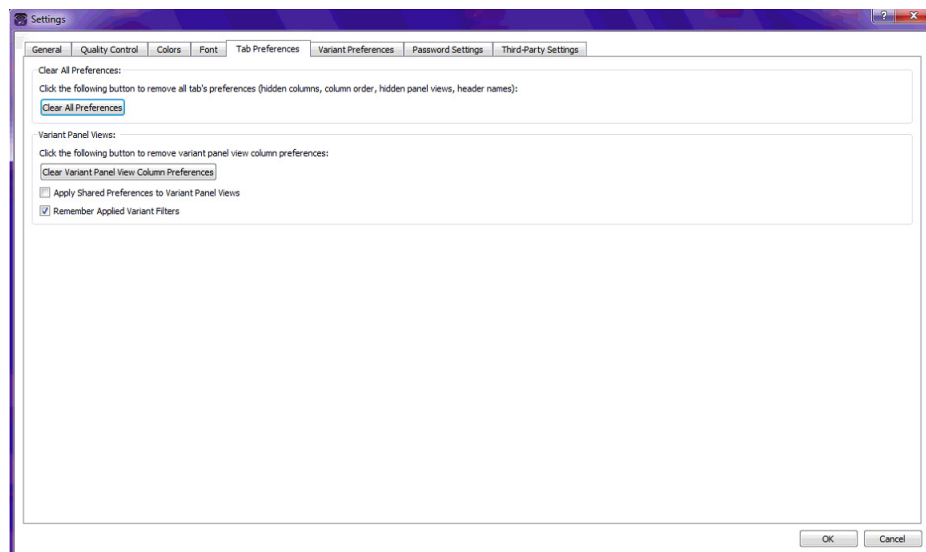 Settings
General Quality Control Colors Font Tab Preferences Variant Preferences Password Settings Third-Party Settings
Clear All Preferences:
Click the following button to remove all tab's preferences (hidden columns, column order, hidden panel views, header names):
Clear All Preferences
Variant Panel Views:
Click the following button to remove variant panel view column preferences:
Clear Variant Panel View Column Preferences
Apply Shared Preferences to Variant Panel Views
Remember Applied Variant Filters
OK Cancel